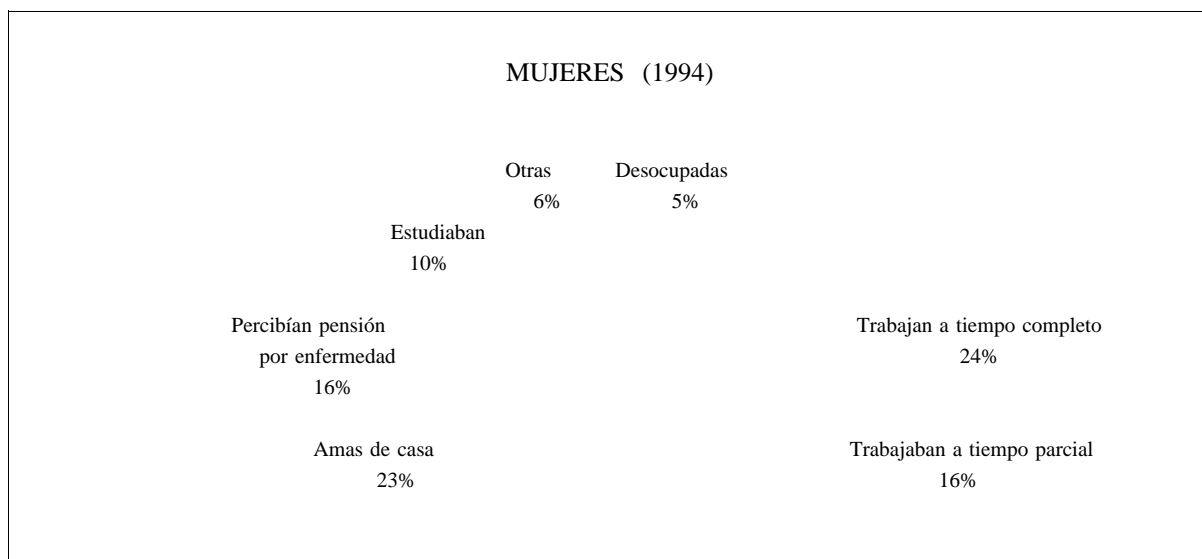 MUJERES (1994)
Otras Desocupadas
6% 5%
Estudiaban
10%
Percibían pensión Trabajan a tiempo completo
por enfermedad 24%
16%
Amas de casa Trabajaban a tiempo parcial
23% 16%